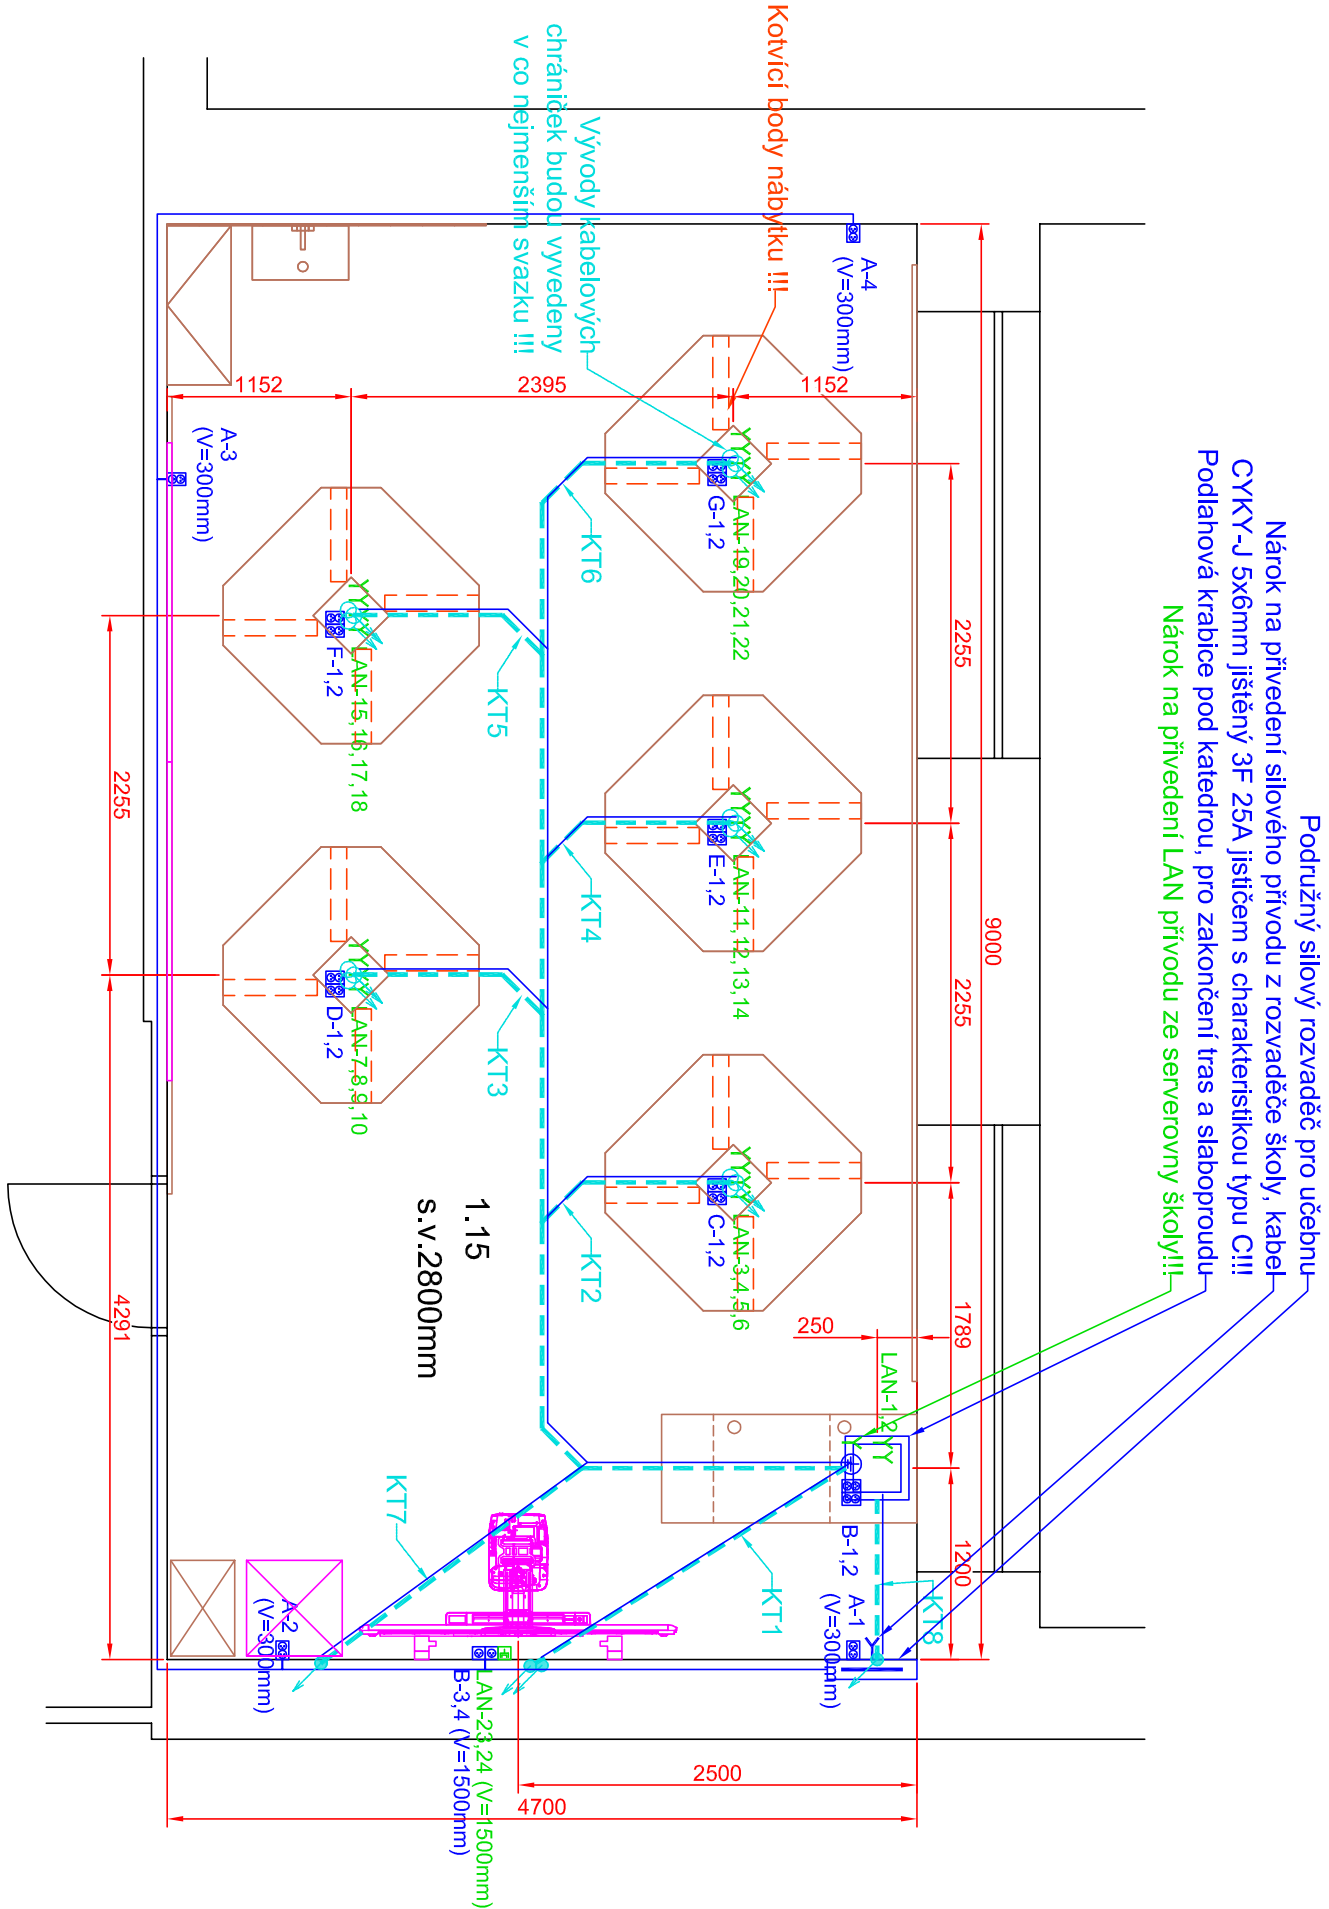 Podružný silový rozvaděč pro učebnu
Nárok na přivedení silového přívodu z rozvaděče školy, kabel
CYKY-J 5x6mm jištěný 3F 25A jističem s charakteristikou typu C!!!
Podlahová krabice pod katedrou, pro zakončení tras a slaboproudu
Nárok na přivedení LAN přívodu ze serverovny školy!!!
Kotvící body nábytku !!!
Vývody kabelových
chrániček budou vyvedeny
v co nejmenším svazku !!!
A-4
(V=300mm)
9000
2255
2255
1789
1200
250
1152
2395
1152
LAN-19,20,21,22
G-1,2
KT6
LAN-11,12,13,14
E-1,2
KT4
LAN-3,4,5,6
C-1,2
KT2
LAN-1,2
B-1,2
A-1
(V=300mm)
KT8
KT1
KT7
A-3
(V=300mm)
LAN-15,16,17,18
F-1,2
KT5
LAN-7,8,9,10
D-1,2
KT3
1.15
s.v.2800mm
2255
4291
A-2
(V=300mm)
LAN-23,24 (V=1500mm)
B-3,4 (V=1500mm)
2500
4700